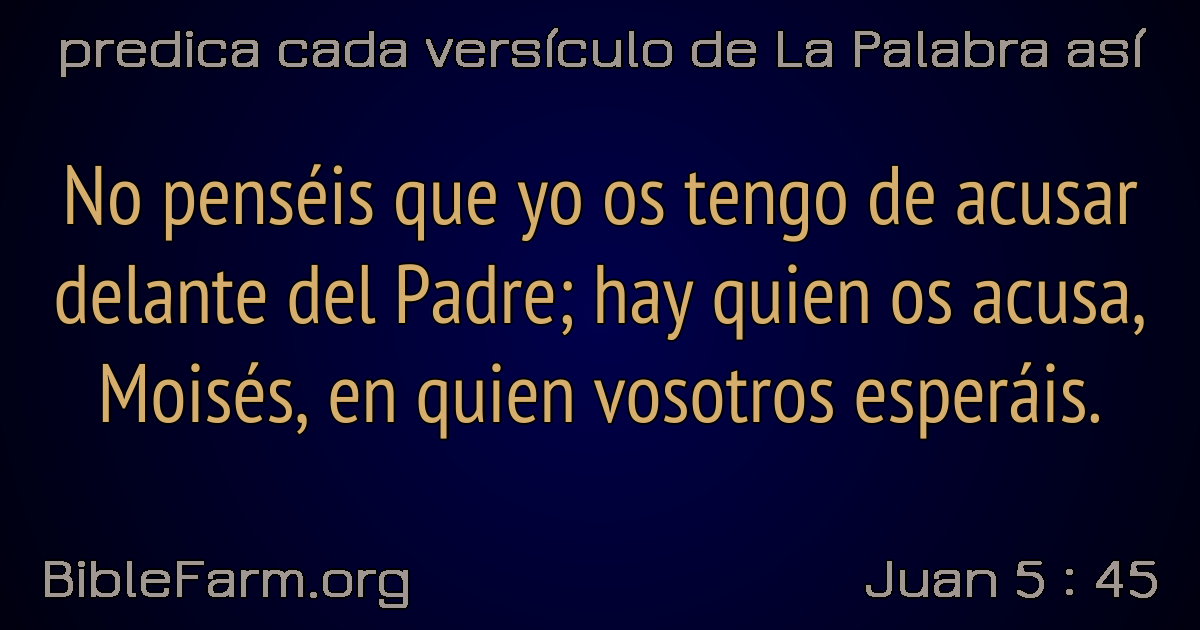 predica cada versículo de La Palabra así
No penséis que yo os tengo de acusar
delante del Padre; hay quien os acusa,
Moisés, en quien vosotros esperáis.
BibleFarm.org
Juan 5 : 45